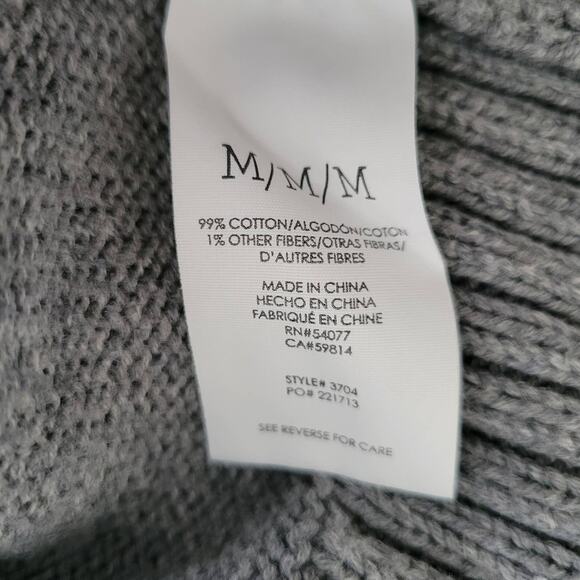 M/M/M
99% COTTON/ALGODÓN/COTON
1% OTHER FIBERS/OTRAS FIBRAS/
D'AUTRES FIBRES
MADE IN CHINA
HECHO EN CHINA
FABRIQUÉ EN CHINE
RN#54077
CA#59814
STYLE# 3704
PO# 221713
SEE REVERSE FOR CARE